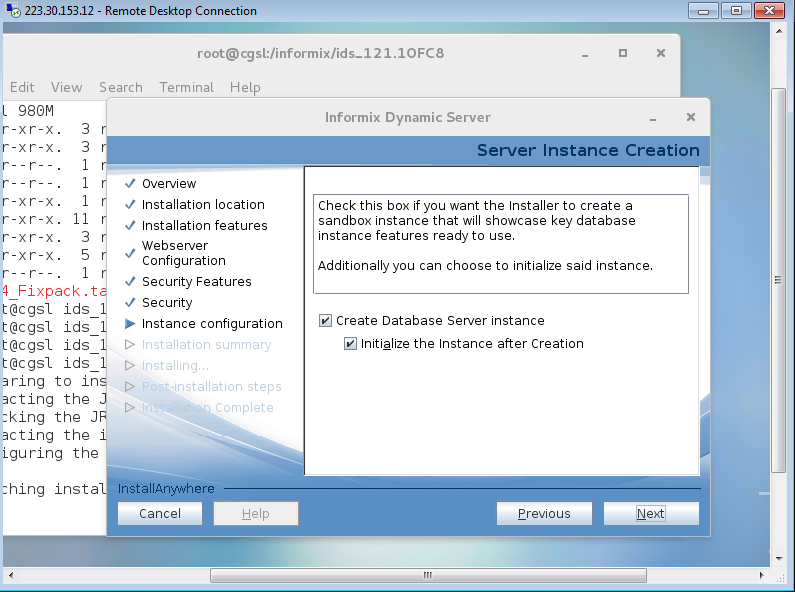 223.30.153.12 - Remote Desktop Connection
root@cgsl:/informix/ids_121.10FC8
Edit View Search Terminal Help
l 980M
r-xr-x. 3 r
r-xr-x. 3 r
r--r--. 1 r
r--r--. 1 r
r-xr-x. 1 r
r-xr-x. 11 r
r-xr-x. 3 r
r-xr-x. 5 r
r--r--. 1 r
4_Fixpack.ta
t@cgsl ids_1
t@cgsl ids_1
t@cgsl ids_1
t@cgsl ids_1
aring to ins
acting the J
cking the JR
acting the i
iguring the
ching instal
Informix Dynamic Server
Server Instance Creation
Overview
Installation location
Installation features
Webserver
Configuration
Security Features
Security
Instance configuration
Installation summary
Installing...
Post-installation steps
Installation Complete
Check this box if you want the Installer to create a
sandbox instance that will showcase key database
instance features ready to use.
Additionally you can choose to initialize said instance.
Create Database Server instance
Initialize the Instance after Creation
InstallAnywhere
Cancel Help Previous Next